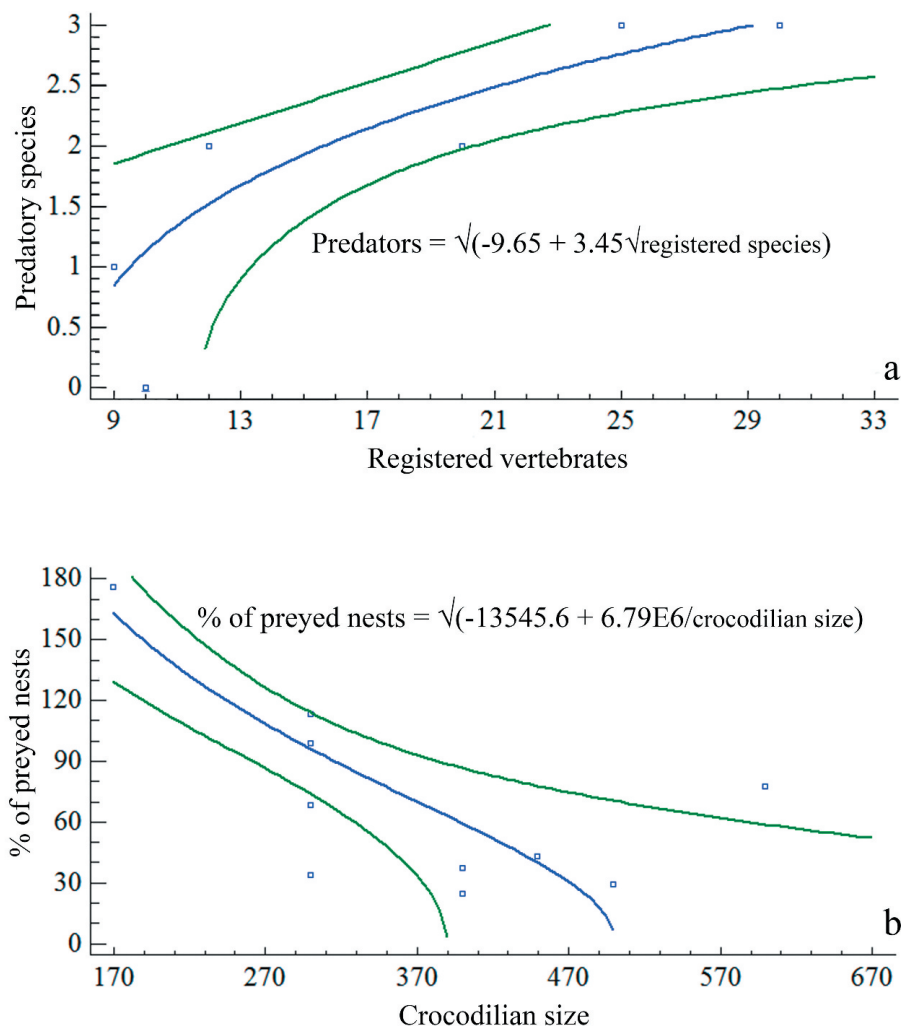 3
2.5
2
1.5
1
0.5
0
Predatory species
Predators = √(-9.65 + 3.45√registered species)
a
9 13 17 21 25 29 33
Registered vertebrates
180
150
120
90
60
30
0
% of preyed nests
% of preyed nests = √(-13545.6 + 6.79E6/crocodilian size)
b
170 270 370 470 570 670
Crocodilian size